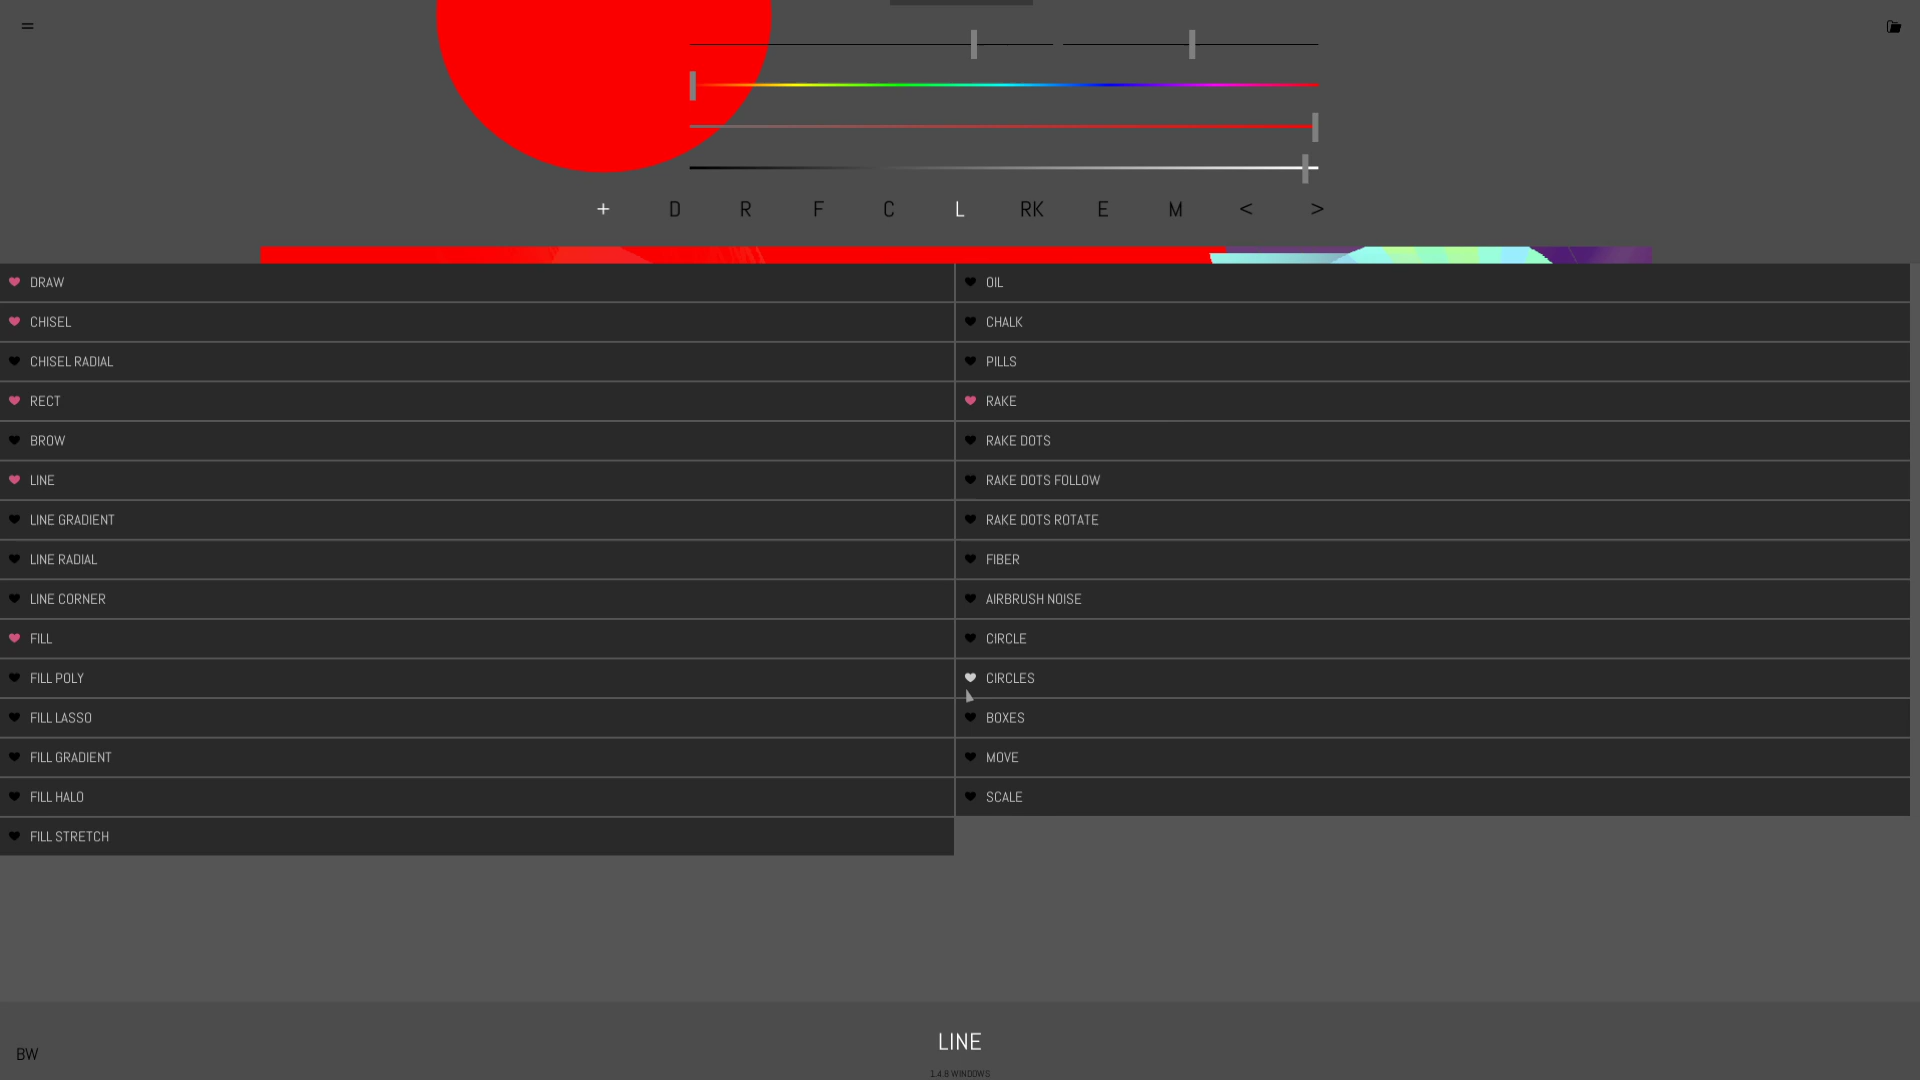 + D R F C L RK E M < >
DRAW
CHISEL
CHISEL RADIAL
RECT
BROW
LINE
LINE GRADIENT
LINE RADIAL
LINE CORNER
FILL
FILL POLY
FILL LASSO
FILL GRADIENT
FILL HALO
FILL STRETCH
OIL
CHALK
PILLS
RAKE
RAKE DOTS
RAKE DOTS FOLLOW
RAKE DOTS ROTATE
FIBER
AIRBRUSH NOISE
CIRCLE
CIRCLES
BOXES
MOVE
SCALE
LINE
BW
1.4.8 WINDOWS